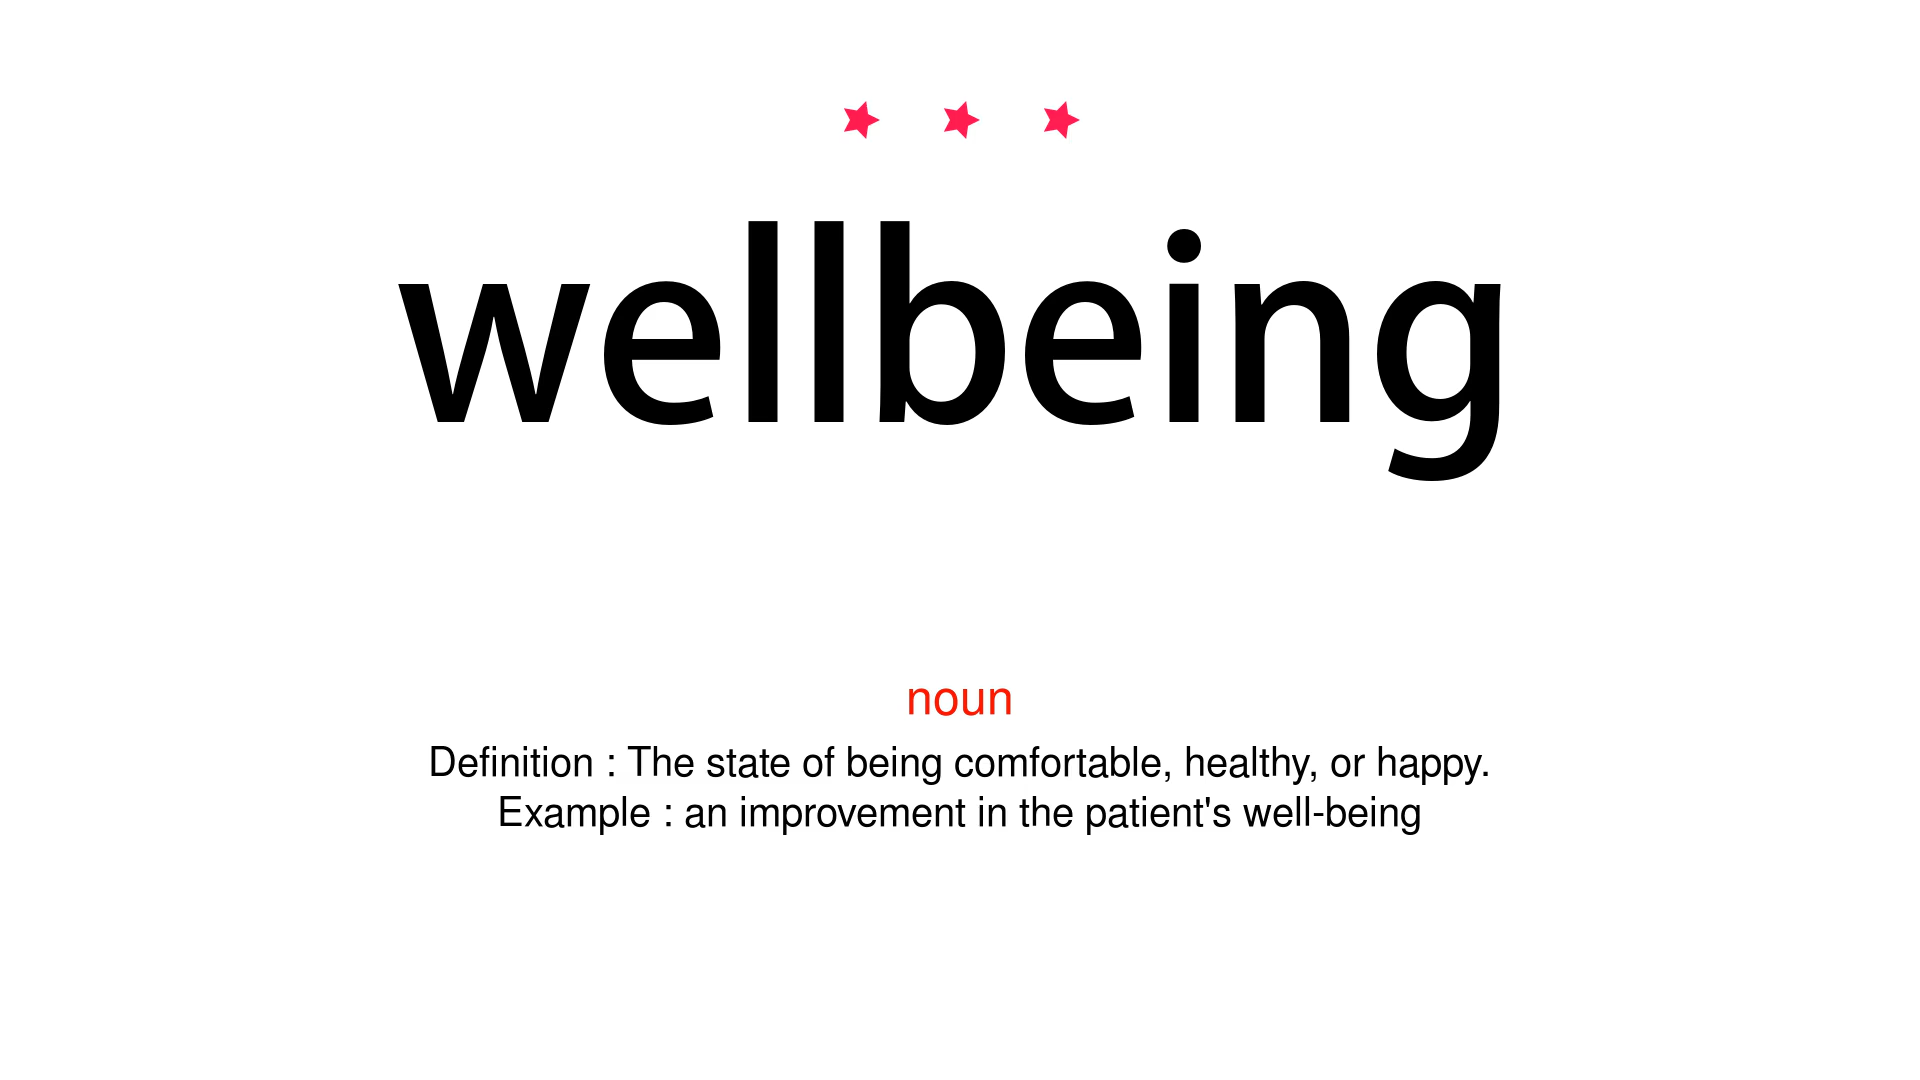 wellbeing
noun
Definition : The state of being comfortable, healthy, or happy.
Example : an improvement in the patient's well-being